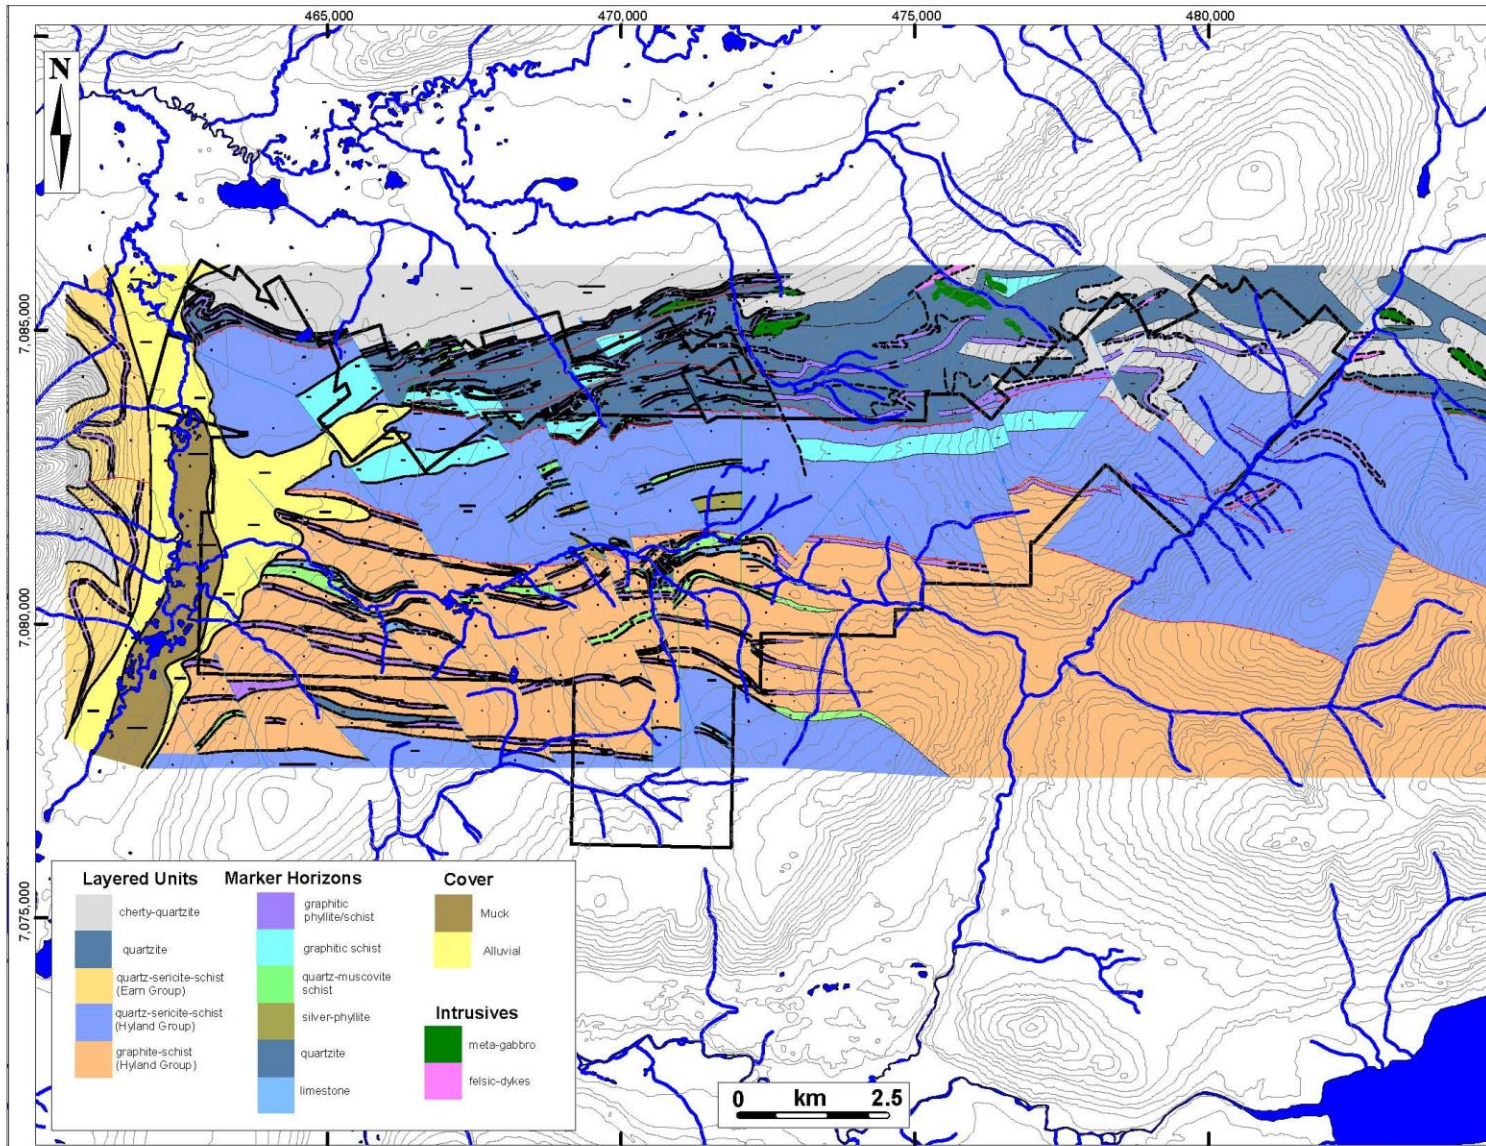 465,000 470,000 475,000 480,000
N
7,085,000
7,080,000
7,075,000
Layered Units
cherty-quartzite
quartzite
quartz-sericite-schist
(Earn Group)
quartz-sericite-schist
(Hyland Group)
graphite-schist
(Hyland Group)
Marker Horizons
graphitic
phyllite/schist
graphitic schist
quartz-muscovite
schist
silver-phyllite
quartzite
limestone
Cover
Muck
Alluvial
Intrusives
meta-gabbro
felsic-dykes
0 km 2.5